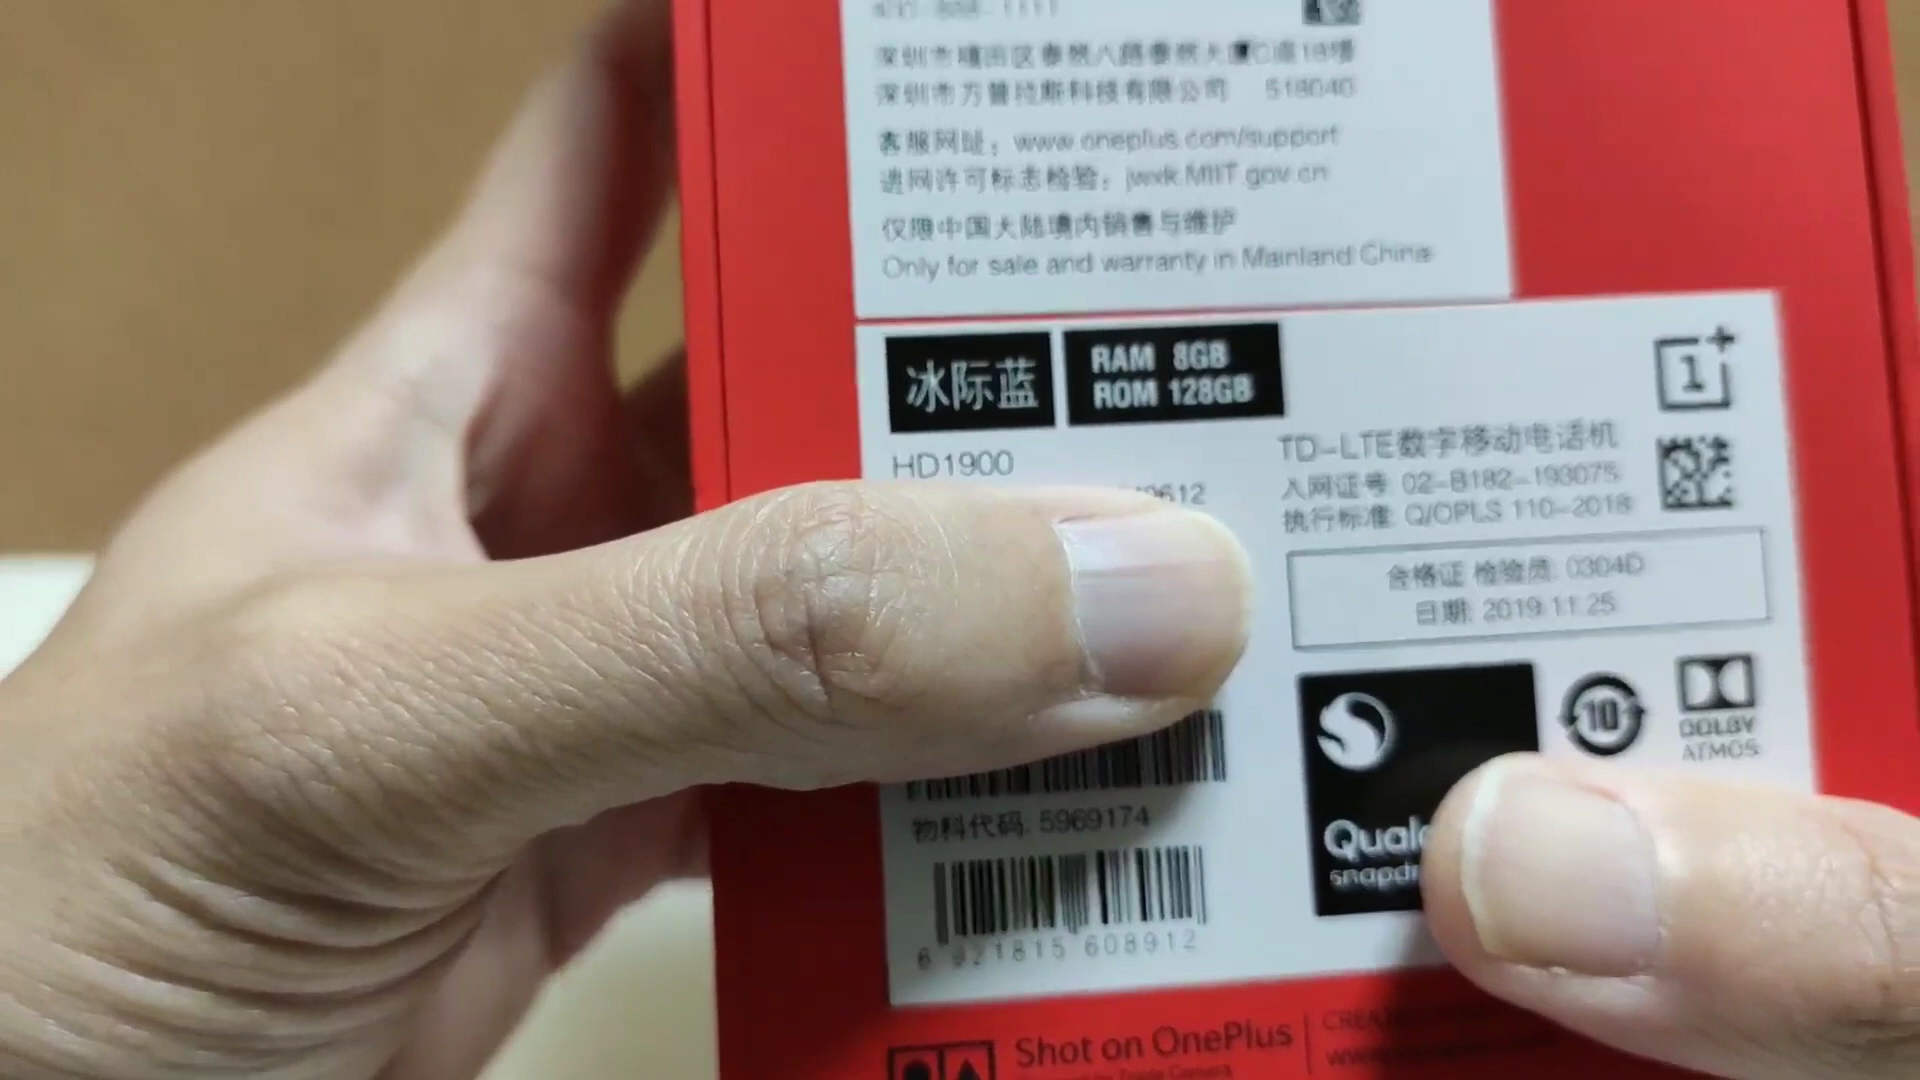 深圳市福田区泰然八路泰然大厦C座18楼
深圳市万普拉斯科技有限公司 518040
客服网址：www.oneplus.com/support
进网许可标志检验：jwxk.MIIT.gov.cn
仅限中国大陆境内销售与维护
Only for sale and warranty in Mainland China
冰际蓝
RAM 8GB
ROM 128GB
1+
HD1900
TD-LTE数字移动电话机
入网证号 02-B182-193075
执行标准 Q/OPLS 110-2018
合格证 检验员: 0304D
日期: 2019.11.25
10
DOLBY
ATMOS
物料代码: 5969174
6 921815 608912
Shot on OnePlus